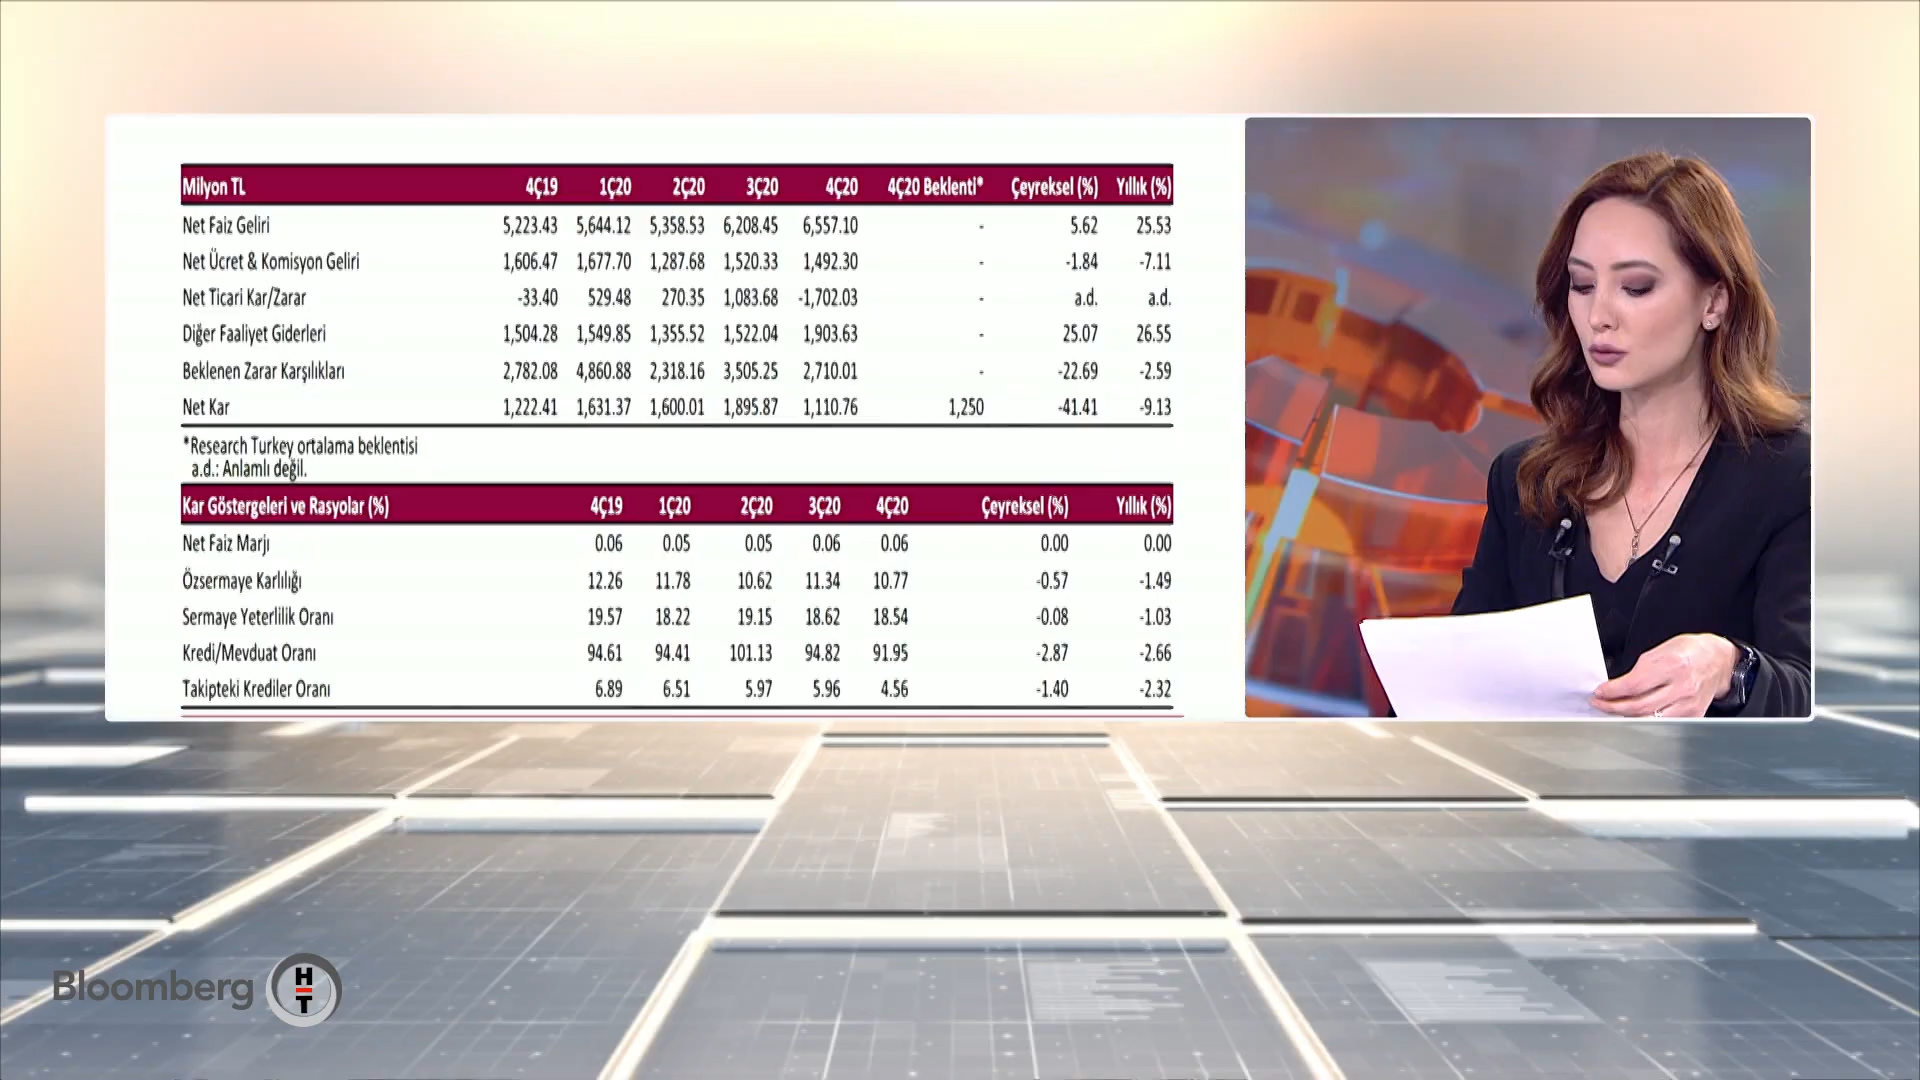 Milyon TL 4Ç19 1Ç20 2Ç20 3Ç20 4Ç20 4Ç20 Beklenti* Çeyreksel (%) Yıllık (%)
Net Faiz Geliri 5,223.43 5,644.12 5,358.53 6,208.45 6,557.10 - 5.62 25.53
Net Ücret & Komisyon Geliri 1,606.47 1,677.70 1,287.68 1,520.33 1,492.30 - -1.84 -7.11
Net Ticari Kar/Zarar -33.40 529.48 270.35 1,083.68 -1,702.03 - a.d. a.d.
Diğer Faaliyet Giderleri 1,504.28 1,549.85 1,355.52 1,522.04 1,903.63 - 25.07 26.55
Beklenen Zarar Karşılıkları 2,782.08 4,860.88 2,318.16 3,505.25 2,710.01 - -22.69 -2.59
Net Kar 1,222.41 1,631.37 1,600.01 1,895.87 1,110.76 1,250 -41.41 -9.13
*Research Turkey ortalama beklentisi
a.d.: Anlamlı değil.
Kar Göstergeleri ve Rasyolar (%) 4Ç19 1Ç20 2Ç20 3Ç20 4Ç20 Çeyreksel (%) Yıllık (%)
Net Faiz Marjı 0.06 0.05 0.05 0.06 0.06 0.00 0.00
Özsermaye Karlılığı 12.26 11.78 10.62 11.34 10.77 -0.57 -1.49
Sermaye Yeterlilik Oranı 19.57 18.22 19.15 18.62 18.54 -0.08 -1.03
Kredi/Mevduat Oranı 94.61 94.41 101.13 94.82 91.95 -2.87 -2.66
Takipteki Krediler Oranı 6.89 6.51 5.97 5.96 4.56 -1.40 -2.32
Bloomberg HT